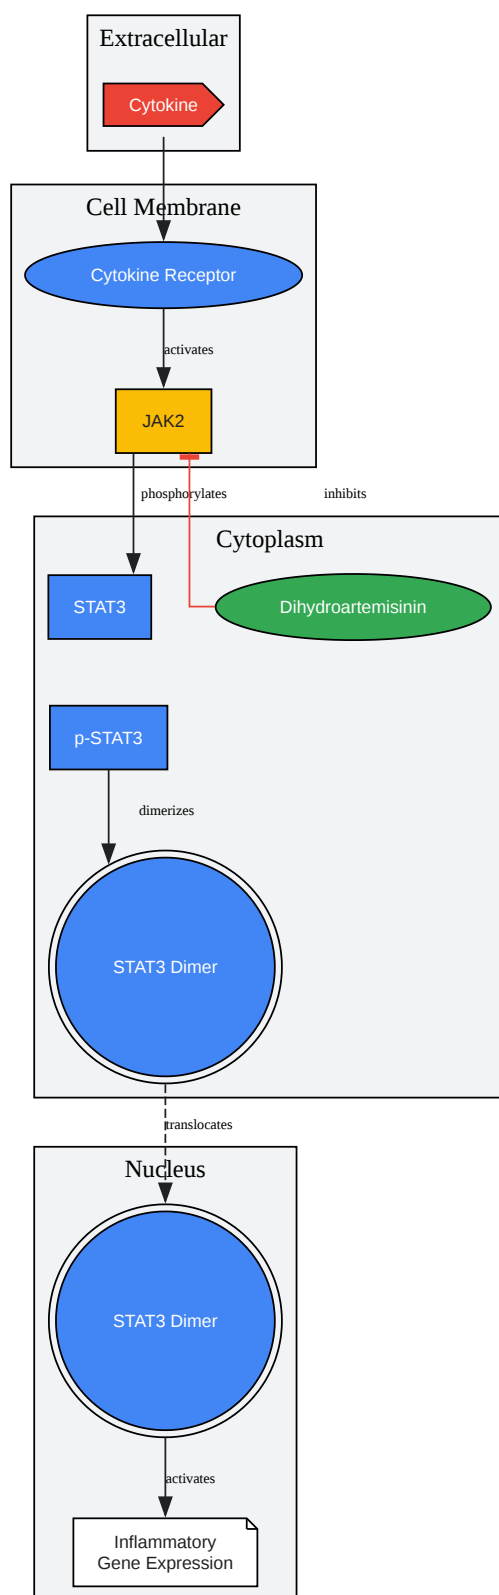 Extracellular
Cytokine
Cell Membrane
Cytokine Receptor
activates
JAK2
phosphorylates
inhibits
Cytoplasm
STAT3
Dihydroartemisinin
p-STAT3
dimerizes
STAT3 Dimer
translocates
Nucleus
STAT3 Dimer
activates
Inflammatory
Gene Expression